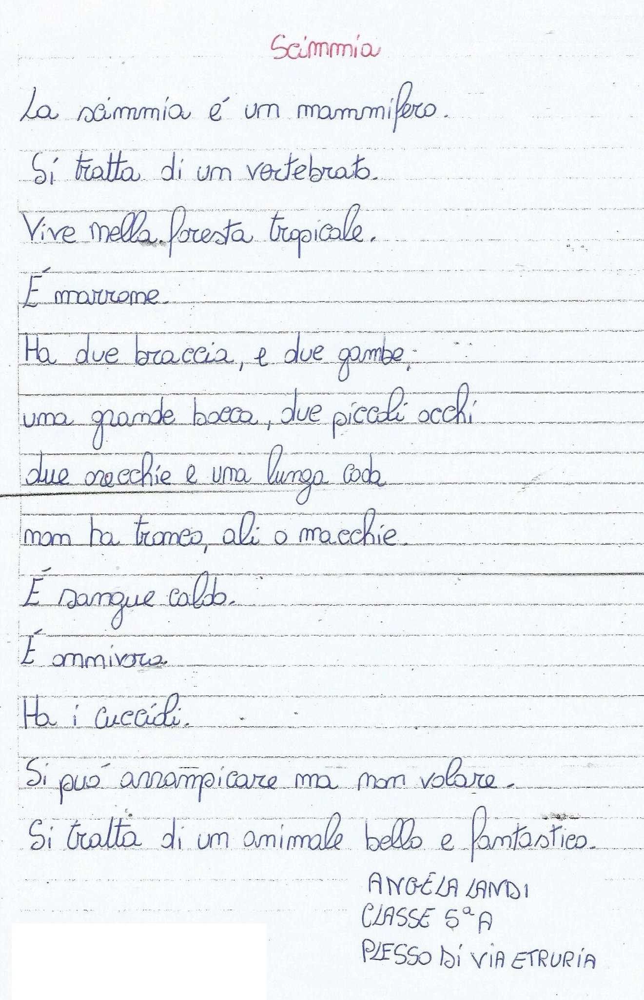 Scimmia
La scimmia é un mammifero.
Si tratta di un vertebrato.
Vive nella foresta tropicale.
É marrone.
Ha due braccia, e due gambe,
una grande bocca, due piccoli occhi
due orecchie e una lunga coda
non ha tronco, ali o macchie.
É sangue caldo.
É onnivora.
Ha i cuccioli.
Si puó arrampicare ma non volare.
Si tratta di un animale bello e fantastico.
ANGELA LANDI
CLASSE 5ª A
PLESSO Di ViA ETRURiA